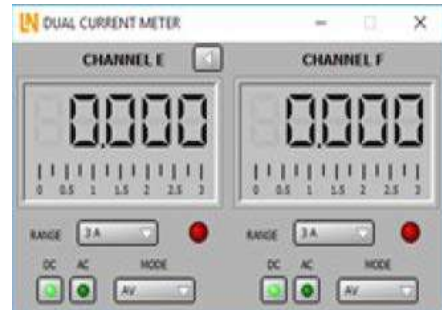 LN DUAL CURRENT METER
CHANNEL E
CHANNEL F
0.000
0.000
0 0.5 1 1.5 2 2.5 3
0 0.5 1 1.5 2 2.5 3
RANGE 3 A
RANGE 3 A
DC AC MODE
DC AC MODE
AV
AV